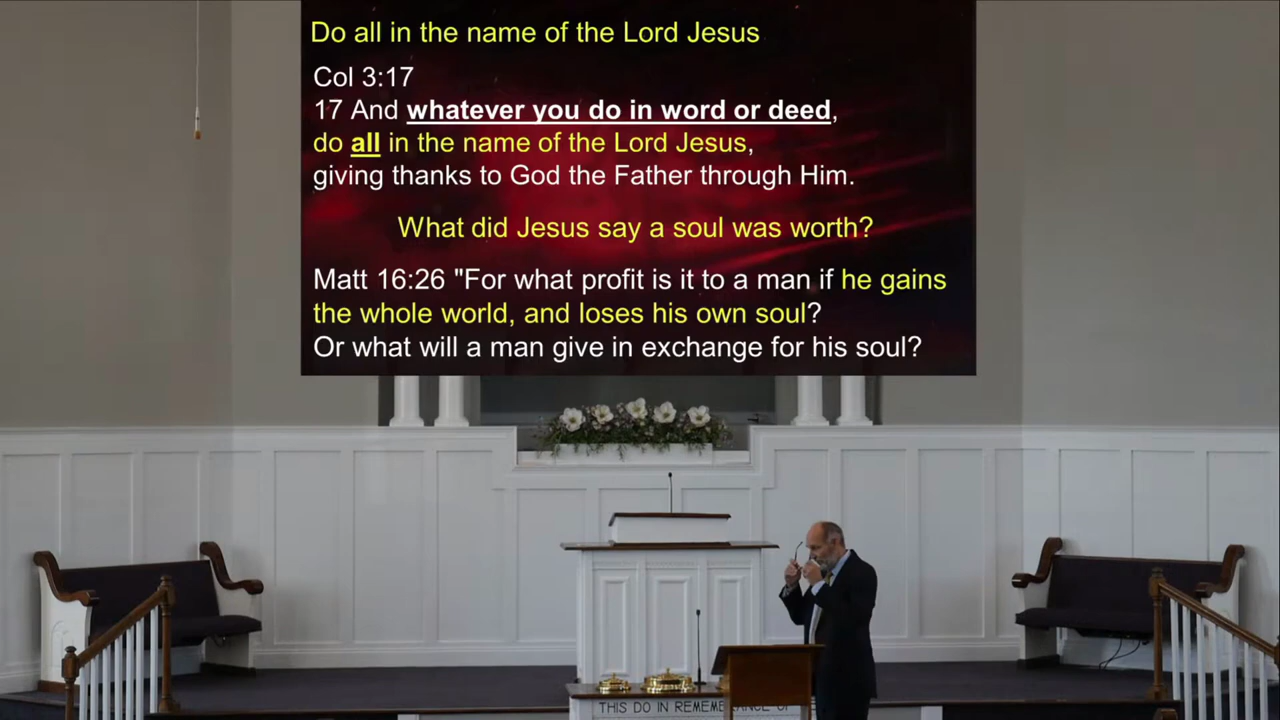 Do all in the name of the Lord Jesus
Col 3:17
17 And whatever you do in word or deed,
do all in the name of the Lord Jesus,
giving thanks to God the Father through Him.
What did Jesus say a soul was worth?
Matt 16:26 "For what profit is it to a man if he gains
the whole world, and loses his own soul?
Or what will a man give in exchange for his soul?
THIS DO IN REMEMBRANCE OF